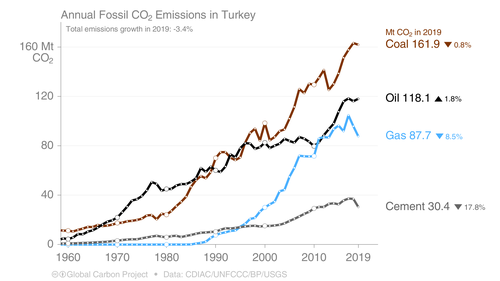 Annual Fossil CO₂ Emissions in Turkey
Total emissions growth in 2019: -3.4%
Mt CO₂ in 2019
160 Mt
CO₂
120
80
40
0
Coal 161.9 ▼ 0.8%
Oil 118.1 ▲ 1.8%
Gas 87.7 ▼ 8.5%
Cement 30.4 ▼ 17.8%
1960 1970 1980 1990 2000 2010 2019
Global Carbon Project • Data: CDIAC/UNFCCC/BP/USGS